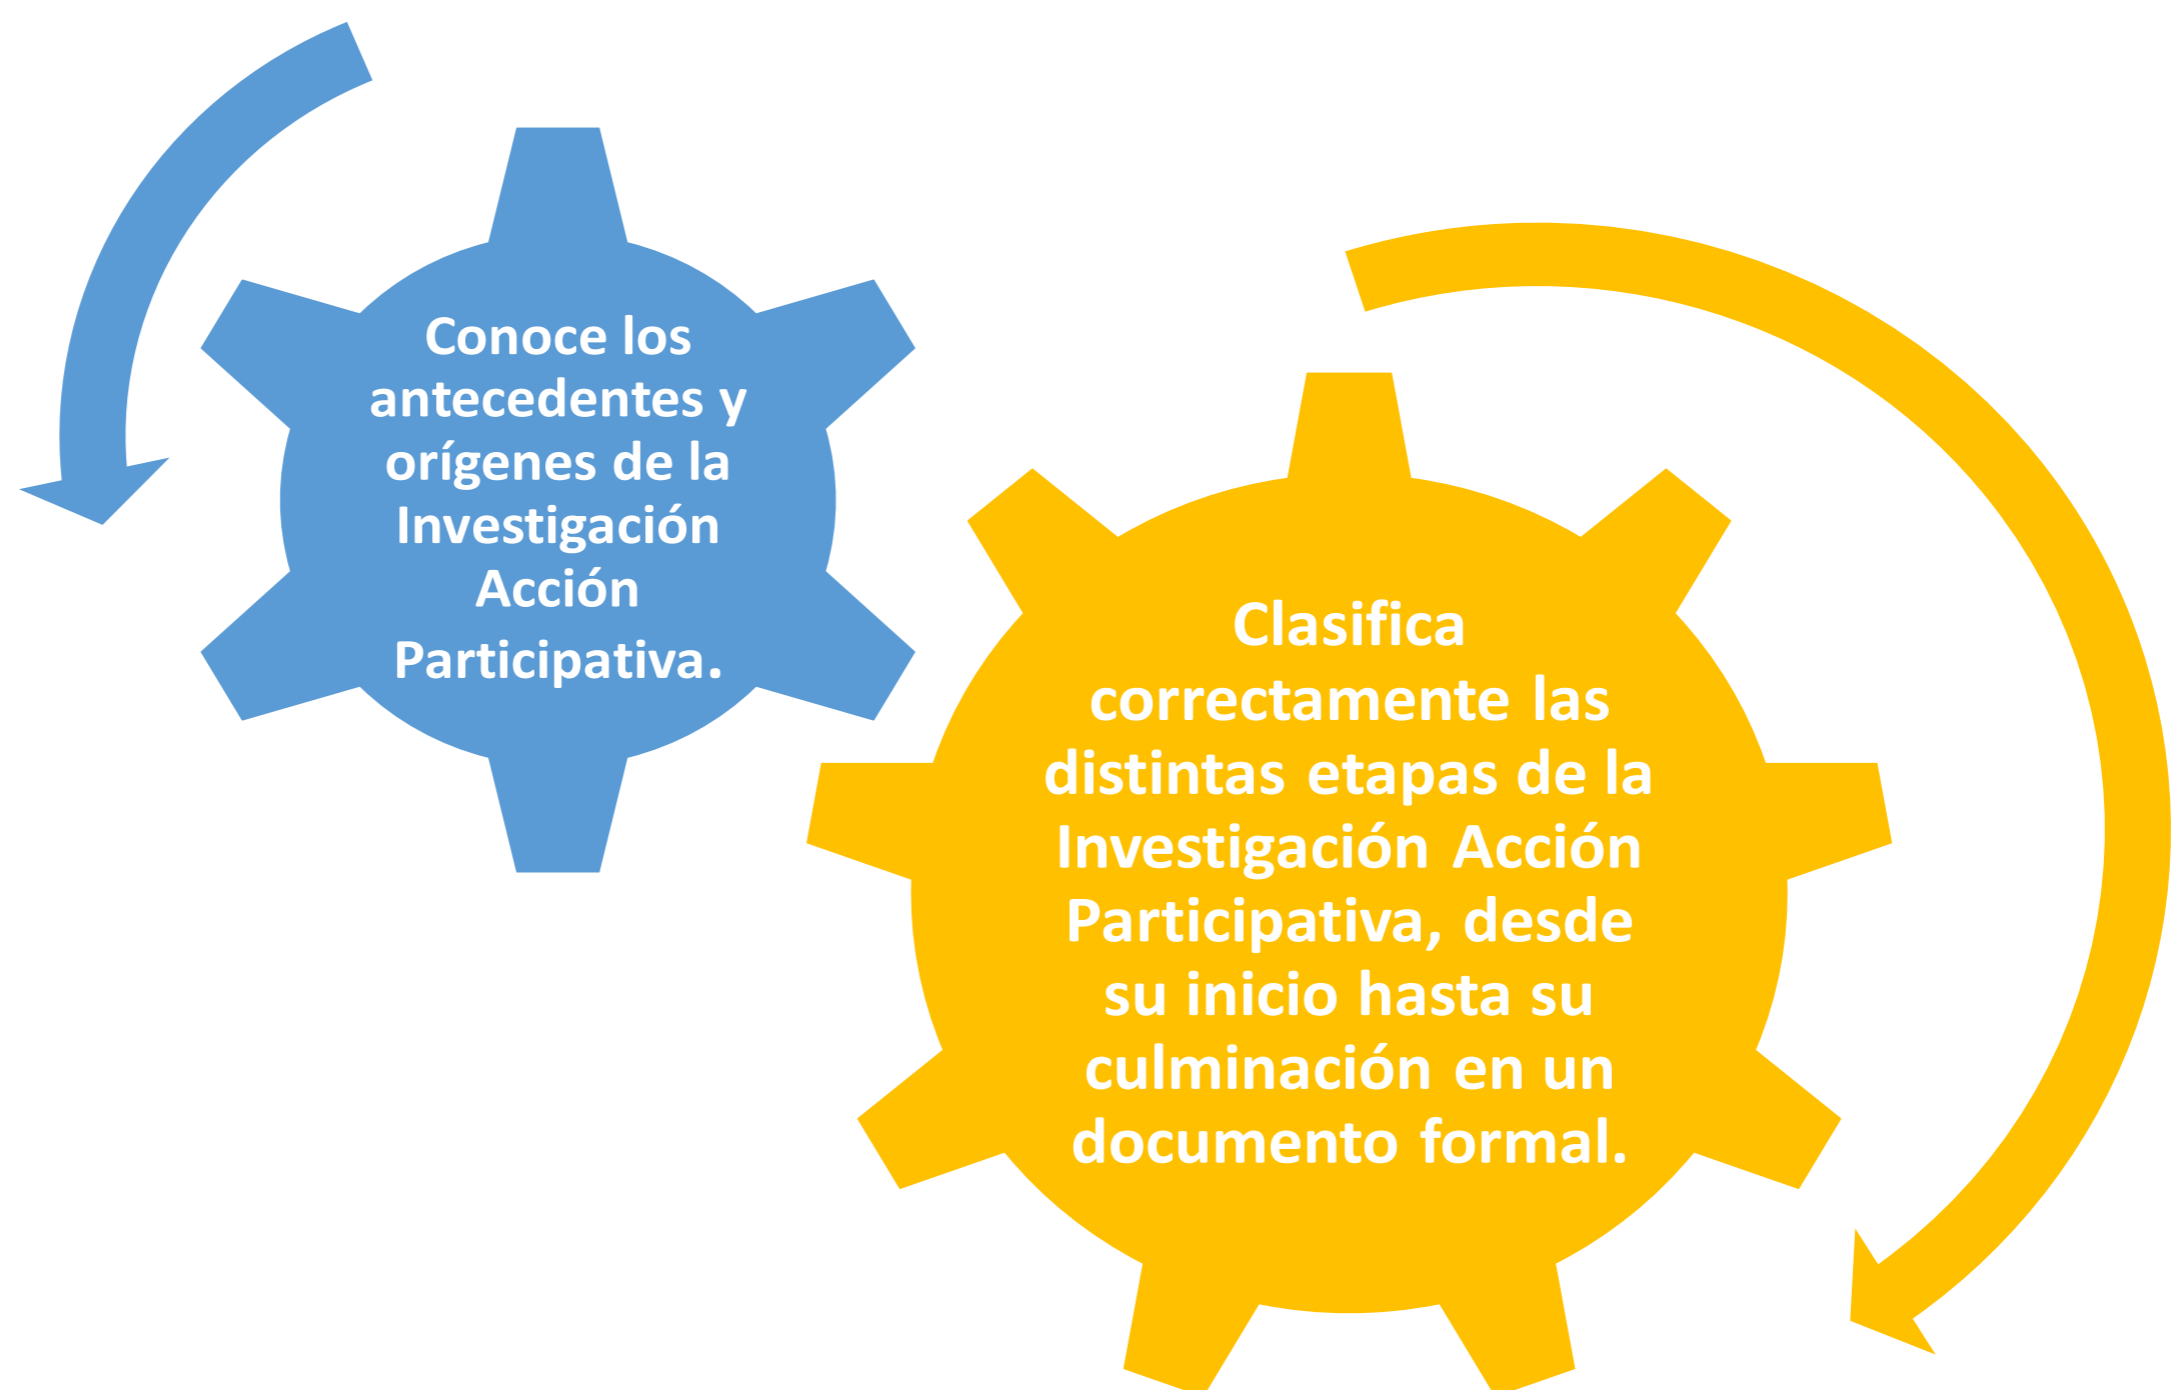 Conoce los
antecedentes y
orígenes de la
Investigación
Acción
Participativa.
Clasifica
correctamente las
distintas etapas de la
Investigación Acción
Participativa, desde
su inicio hasta su
culminación en un
documento formal.